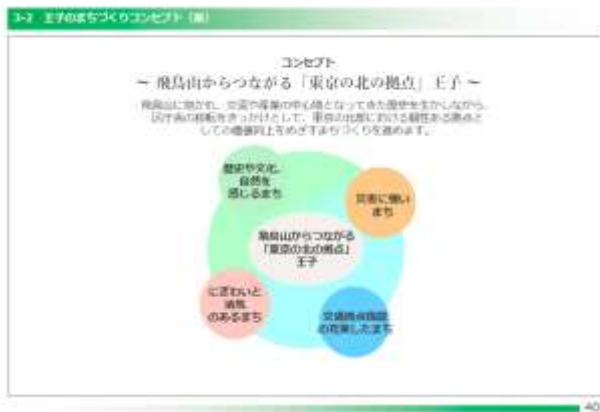 3-2 王子のまちづくりコンセプト（案）
コンセプト
～ 飛鳥山からつながる「東京の北の拠点」王子 ～
飛鳥山に抱かれ、交流や産業の中心地となってきた歴史を生かしながら、
区庁舎の移転をきっかけとして、東京の北部における個性ある拠点と
しての価値向上をめざすまちづくりを進めます。
歴史や文化、
自然を
感じるまち
災害に強い
まち
飛鳥山からつながる
「東京の北の拠点」
王子
にぎわいと
活気
のあるまち
交通拠点機能
の充実したまち
40